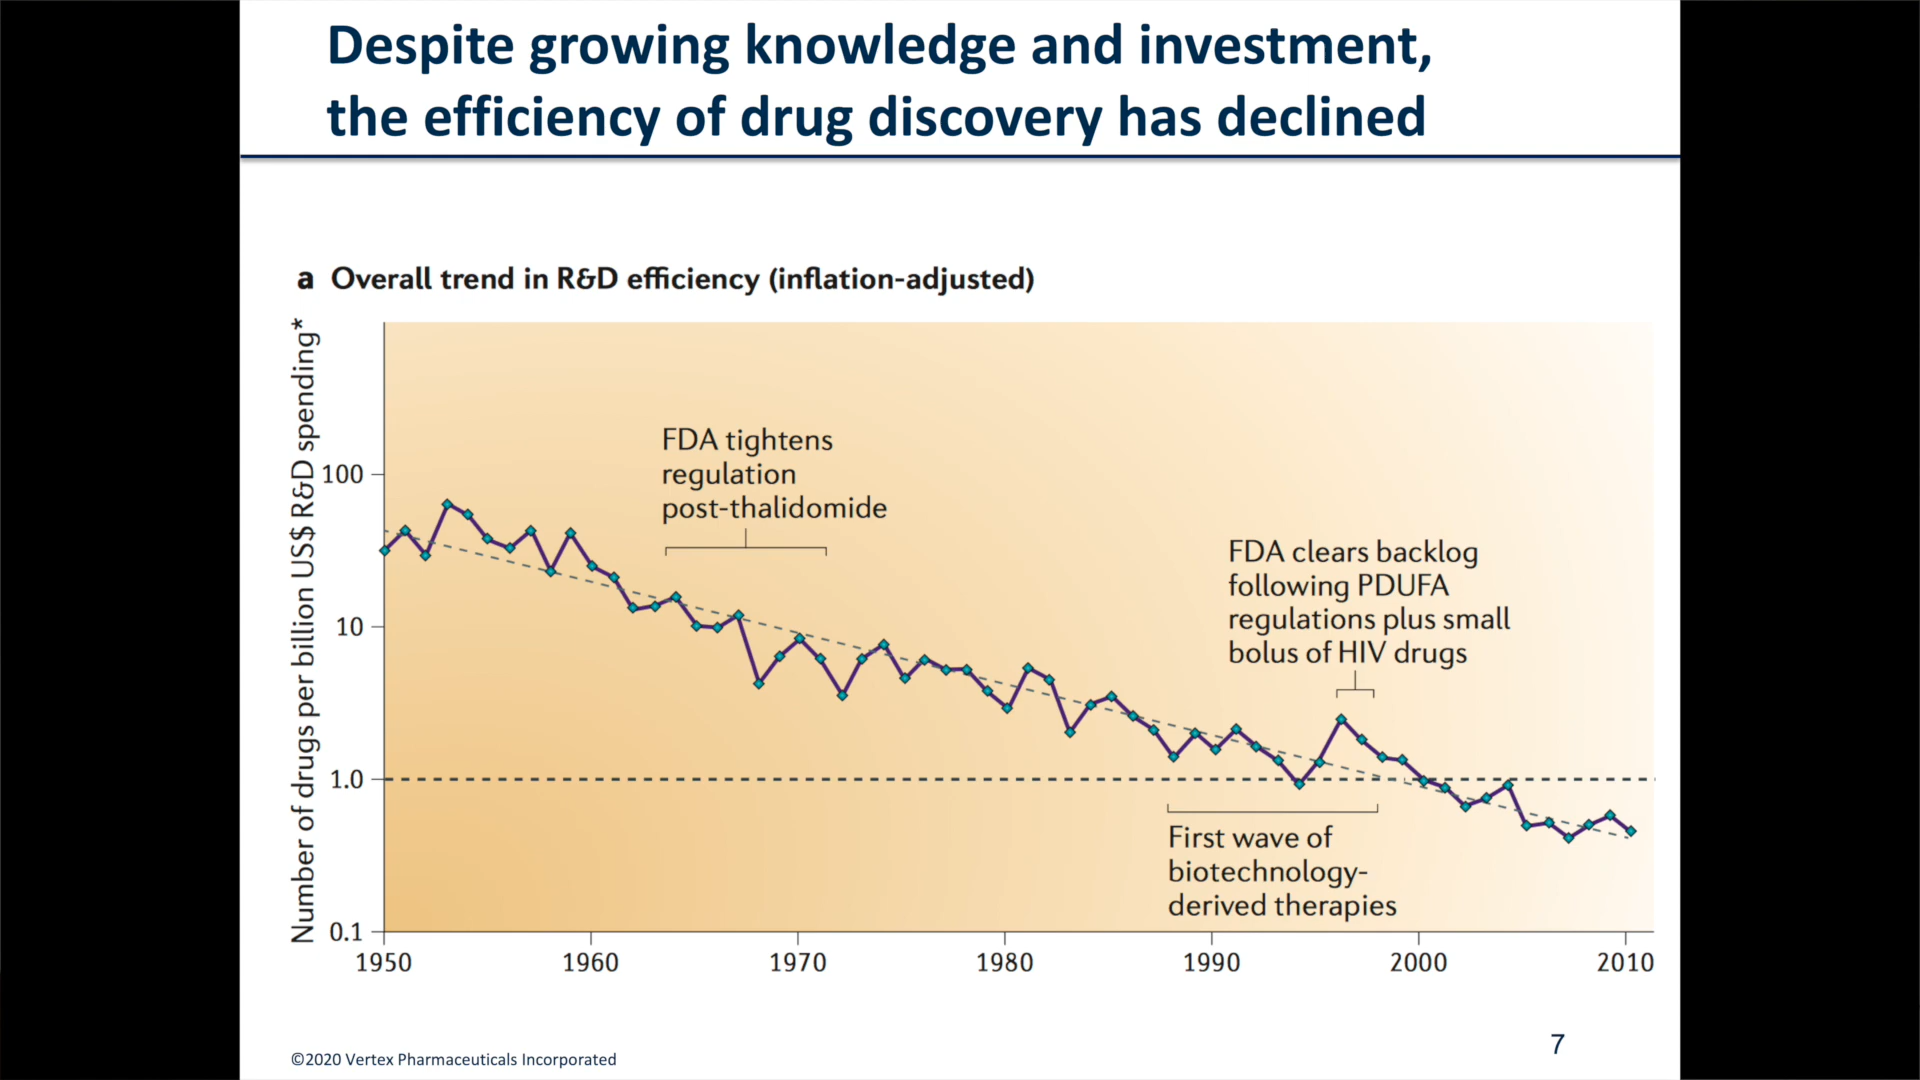 Despite growing knowledge and investment,
the efficiency of drug discovery has declined
a Overall trend in R&D efficiency (inflation-adjusted)
Number of drugs per billion US$ R&D spending*
100
10
1.0
0.1
FDA tightens
regulation
post-thalidomide
FDA clears backlog
following PDUFA
regulations plus small
bolus of HIV drugs
First wave of
biotechnology-
derived therapies
1950 1960 1970 1980 1990 2000 2010
7
©2020 Vertex Pharmaceuticals Incorporated